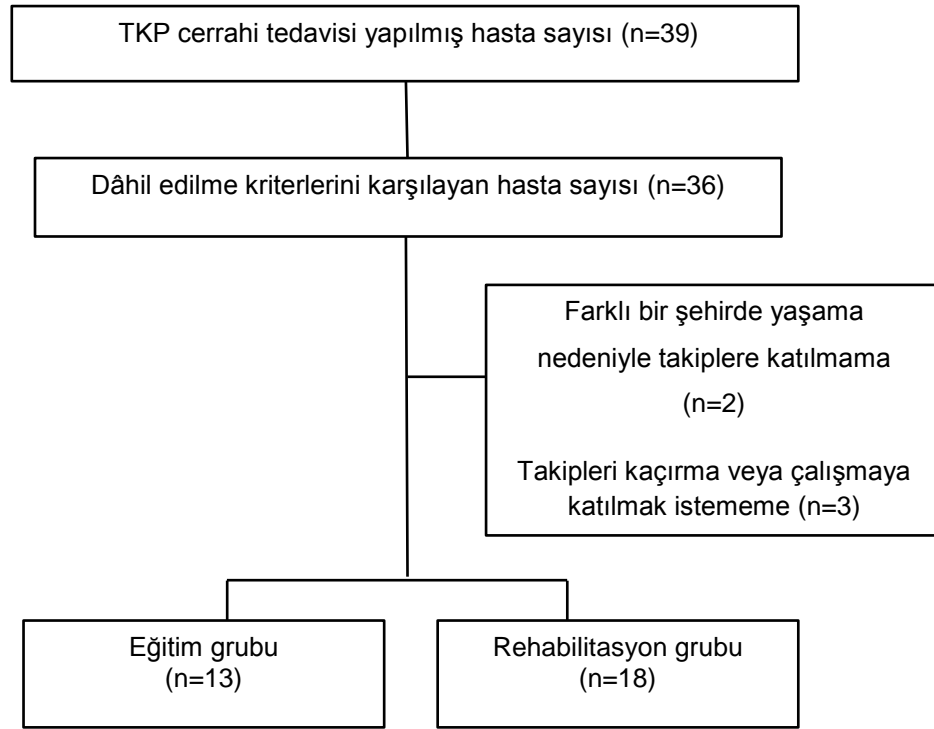 TKP cerrahi tedavisi yapılmış hasta sayısı (n=39)
Dâhil edilme kriterlerini karşılayan hasta sayısı (n=36)
Farklı bir şehirde yaşama
nedeniyle takiplere katılmama
(n=2)
Takipleri kaçırma veya çalışmaya
katılmak istememe (n=3)
Eğitim grubu
(n=13)
Rehabilitasyon grubu
(n=18)